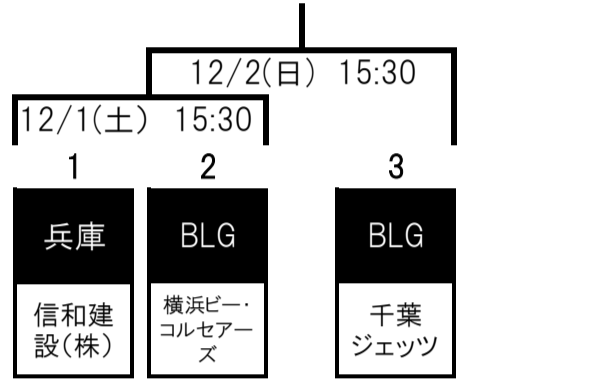 12/2(日) 15:30
12/1(土) 15:30
1 2 3
兵庫 BLG BLG
信和建
設(株)
横浜ビー・
コルセアー
ズ
千葉
ジェッツ